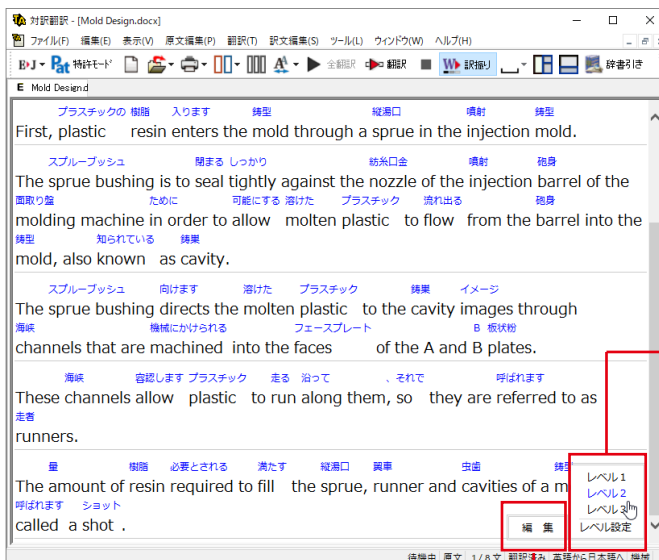 対訳翻訳 - [Mold Design.docx]
ファイル(F) 編集(E) 表示(V) 原文編集(P) 翻訳(T) 訳文編集(S) ツール(L) ウインドウ(W) ヘルプ(H)
E›J Pat 特許モード 全翻訳 翻訳 訳振り 辞書引き
E Mold Design.d
プラスチックの 樹脂 入ります 鋳型 縦湯口 噴射 鋳型
First, plastic resin enters the mold through a sprue in the injection mold.
スプルーブッシュ 閉まる しっかり 紡糸口金 噴射 砲身
The sprue bushing is to seal tightly against the nozzle of the injection barrel of the
面取り盤 ために 可能にする 溶けた プラスチック 流れ出る 砲身
molding machine in order to allow molten plastic to flow from the barrel into the
鋳型 知られている 鋳巣
mold, also known as cavity.
スプルーブッシュ 向けます 溶けた プラスチック 鋳巣 イメージ
The sprue bushing directs the molten plastic to the cavity images through
海峡 機械にかけられる フェースプレート B 板状粉
channels that are machined into the faces of the A and B plates.
海峡 容認します プラスチック 走る 沿って 、それで 呼ばれます
These channels allow plastic to run along them, so they are referred to as
走者
runners.
量 樹脂 必要とされる 満たす 縦湯口 翼車 虫歯
The amount of resin required to fill the sprue, runner and cavities of a m
呼ばれます ショット
called a shot .
レベル1
レベル2
レベル3
編 集 レベル設定
待機中 原文 1/8文 翻訳済み 英語から日本語へ 機械